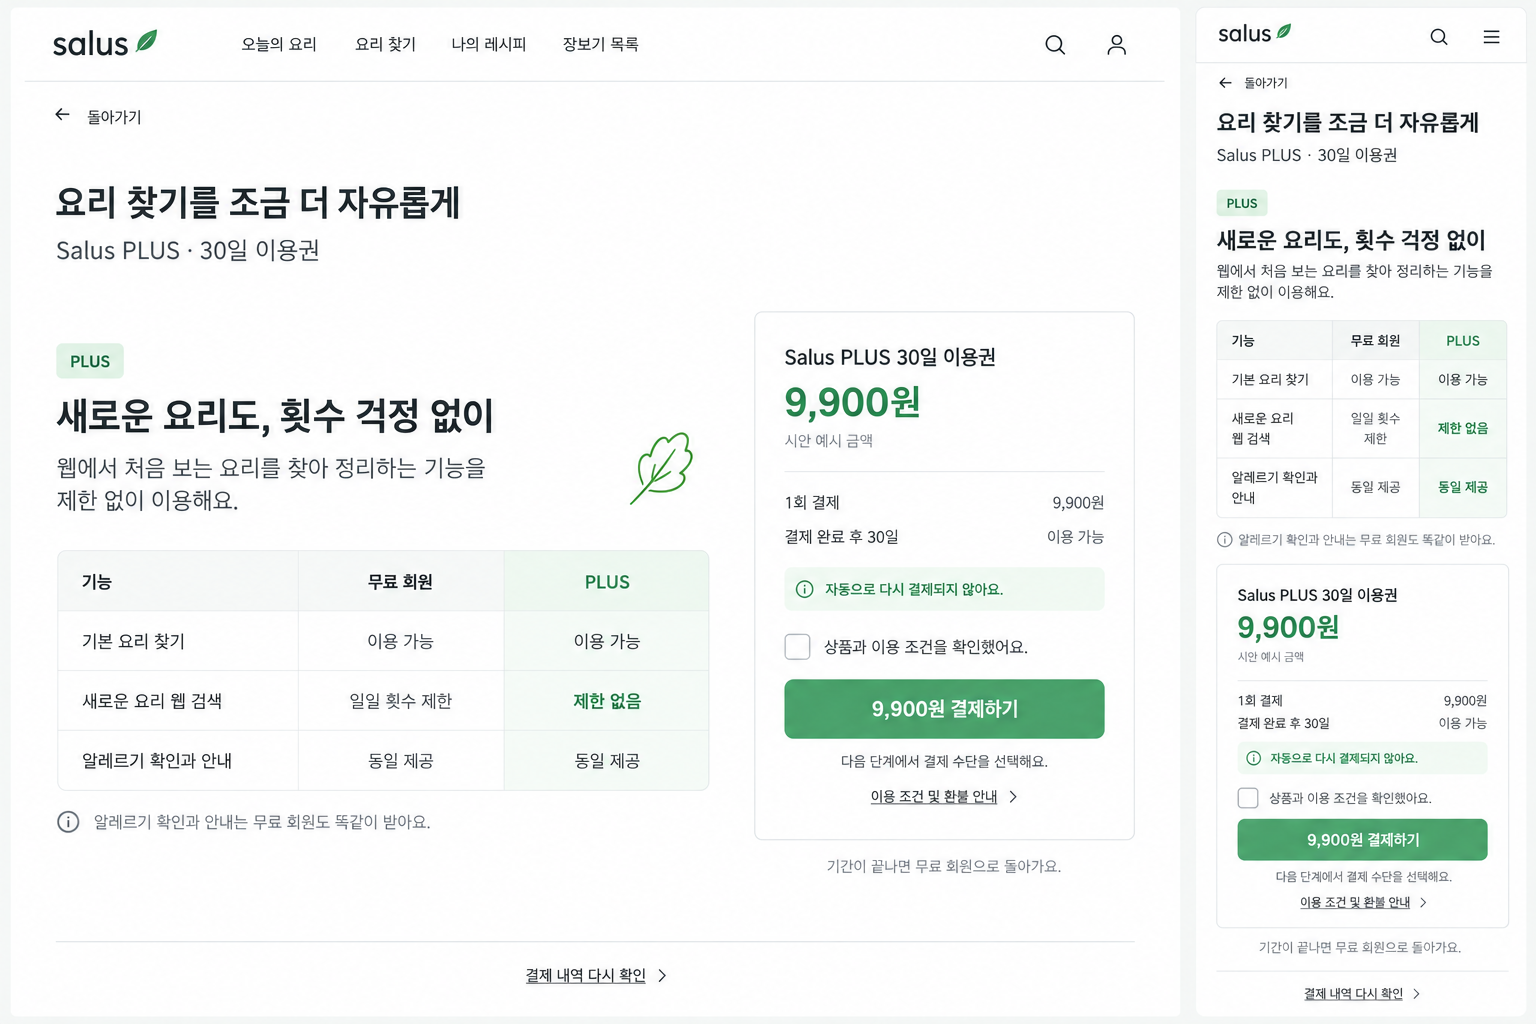 salus
오늘의 요리 요리 찾기 나의 레시피 장보기 목록
돌아가기
요리 찾기를 조금 더 자유롭게
Salus PLUS · 30일 이용권
PLUS
새로운 요리도, 횟수 걱정 없이
웹에서 처음 보는 요리를 찾아 정리하는 기능을
제한 없이 이용해요.
기능 무료 회원 PLUS
기본 요리 찾기 이용 가능 이용 가능
새로운 요리 웹 검색 일일 횟수 제한 제한 없음
알레르기 확인과 안내 동일 제공 동일 제공
알레르기 확인과 안내는 무료 회원도 똑같이 받아요.
Salus PLUS 30일 이용권
9,900원
시안 예시 금액
1회 결제 9,900원
결제 완료 후 30일 이용 가능
자동으로 다시 결제되지 않아요.
상품과 이용 조건을 확인했어요.
9,900원 결제하기
다음 단계에서 결제 수단을 선택해요.
이용 조건 및 환불 안내
기간이 끝나면 무료 회원으로 돌아가요.
결제 내역 다시 확인
salus
돌아가기
요리 찾기를 조금 더 자유롭게
Salus PLUS · 30일 이용권
PLUS
새로운 요리도, 횟수 걱정 없이
웹에서 처음 보는 요리를 찾아 정리하는 기능을
제한 없이 이용해요.
기능 무료 회원 PLUS
기본 요리 찾기 이용 가능 이용 가능
새로운 요리
웹 검색
일일 횟수
제한
제한 없음
알레르기 확인과
안내
동일 제공 동일 제공
알레르기 확인과 안내는 무료 회원도 똑같이 받아요.
Salus PLUS 30일 이용권
9,900원
시안 예시 금액
1회 결제 9,900원
결제 완료 후 30일 이용 가능
자동으로 다시 결제되지 않아요.
상품과 이용 조건을 확인했아요.
9,900원 결제하기
다음 단계에서 결제 수단을 선택해요.
이용 조건 및 환불 안내
기간이 끝나면 무료 회원으로 돌아가요.
결제 내역 다시 확인